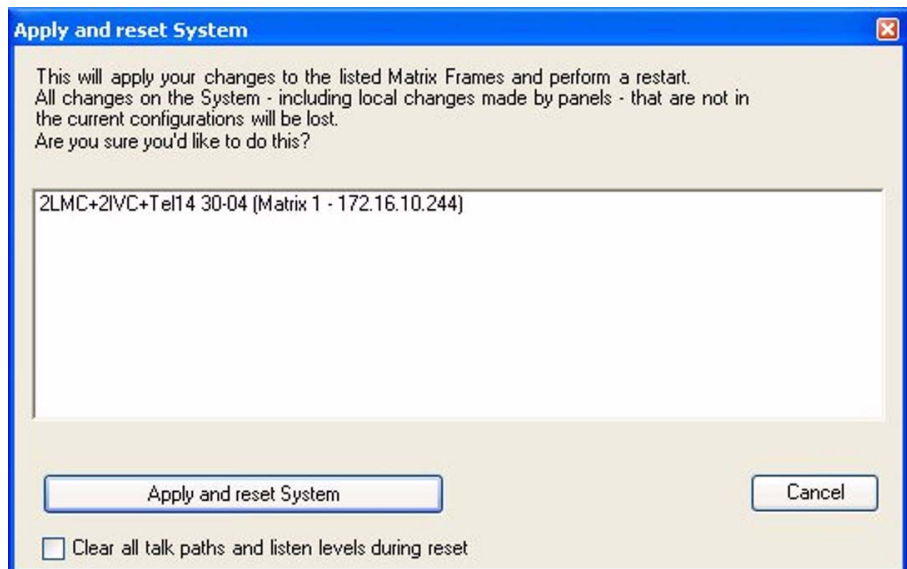 Apply and reset System
This will apply your changes to the listed Matrix Frames and perform a restart.
All changes on the System - including local changes made by panels - that are not in
the current configurations will be lost.
Are you sure you'd like to do this?
2LMC+2IVC+Tel14 30-04 (Matrix 1 - 172.16.10.244)
Apply and reset System
Cancel
Clear all talk paths and listen levels during reset